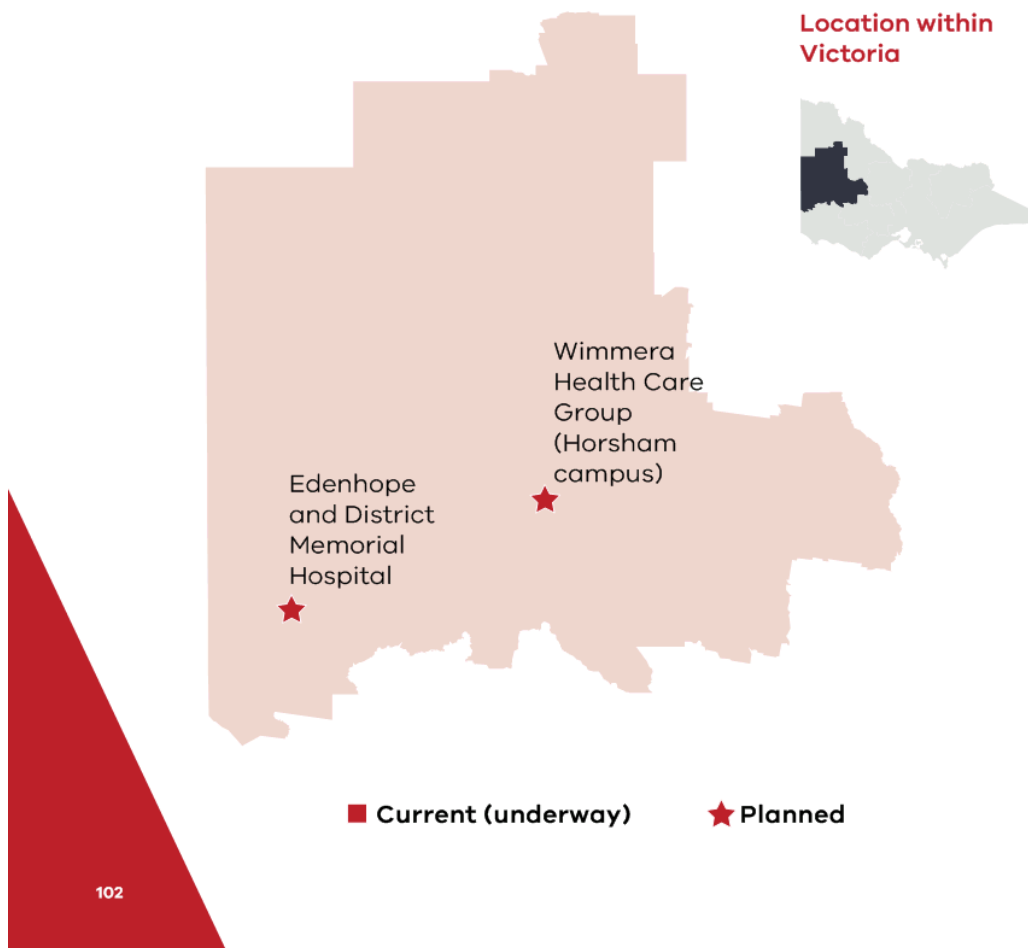 Location within
Victoria
Wimmera
Health Care
Group
(Horsham
campus)
Edenhope
and District
Memorial
Hospital
Current (underway)
Planned
102